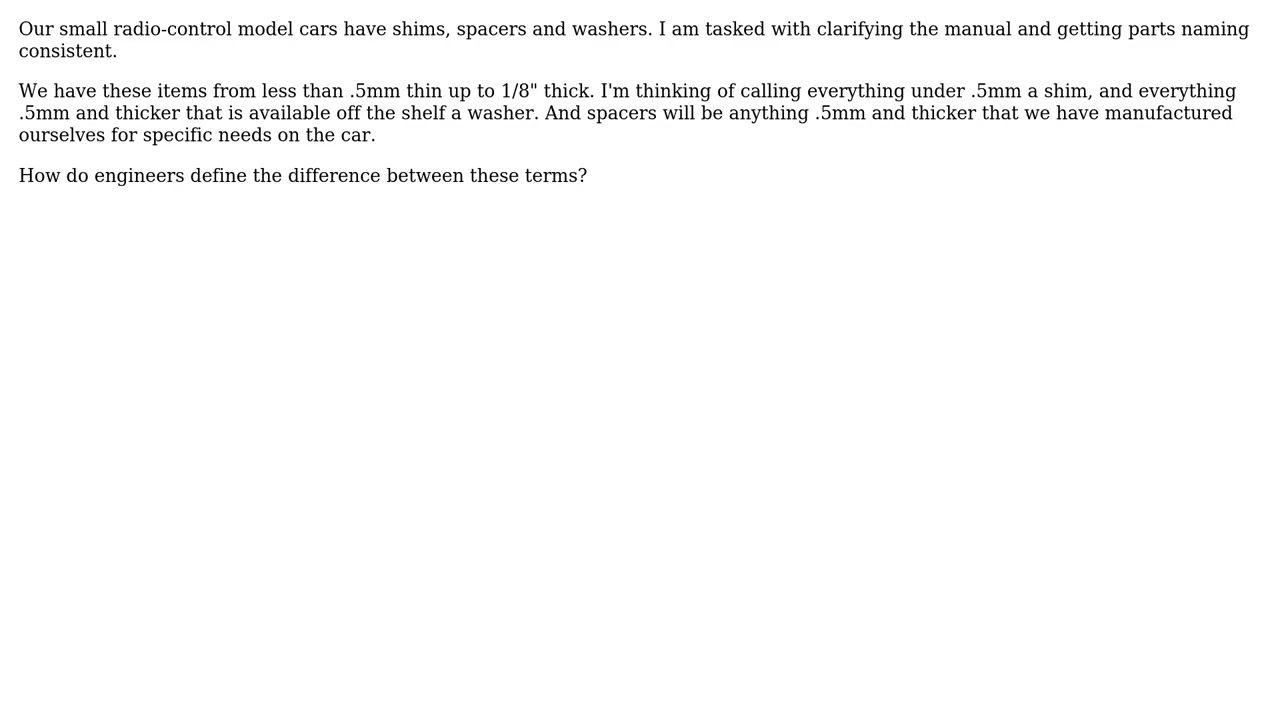 Our small radio-control model cars have shims, spacers and washers. I am tasked with clarifying the manual and getting parts naming
consistent.
We have these items from less than .5mm thin up to 1/8" thick. I'm thinking of calling everything under .5mm a shim, and everything
.5mm and thicker that is available off the shelf a washer. And spacers will be anything .5mm and thicker that we have manufactured
ourselves for specific needs on the car.
How do engineers define the difference between these terms?